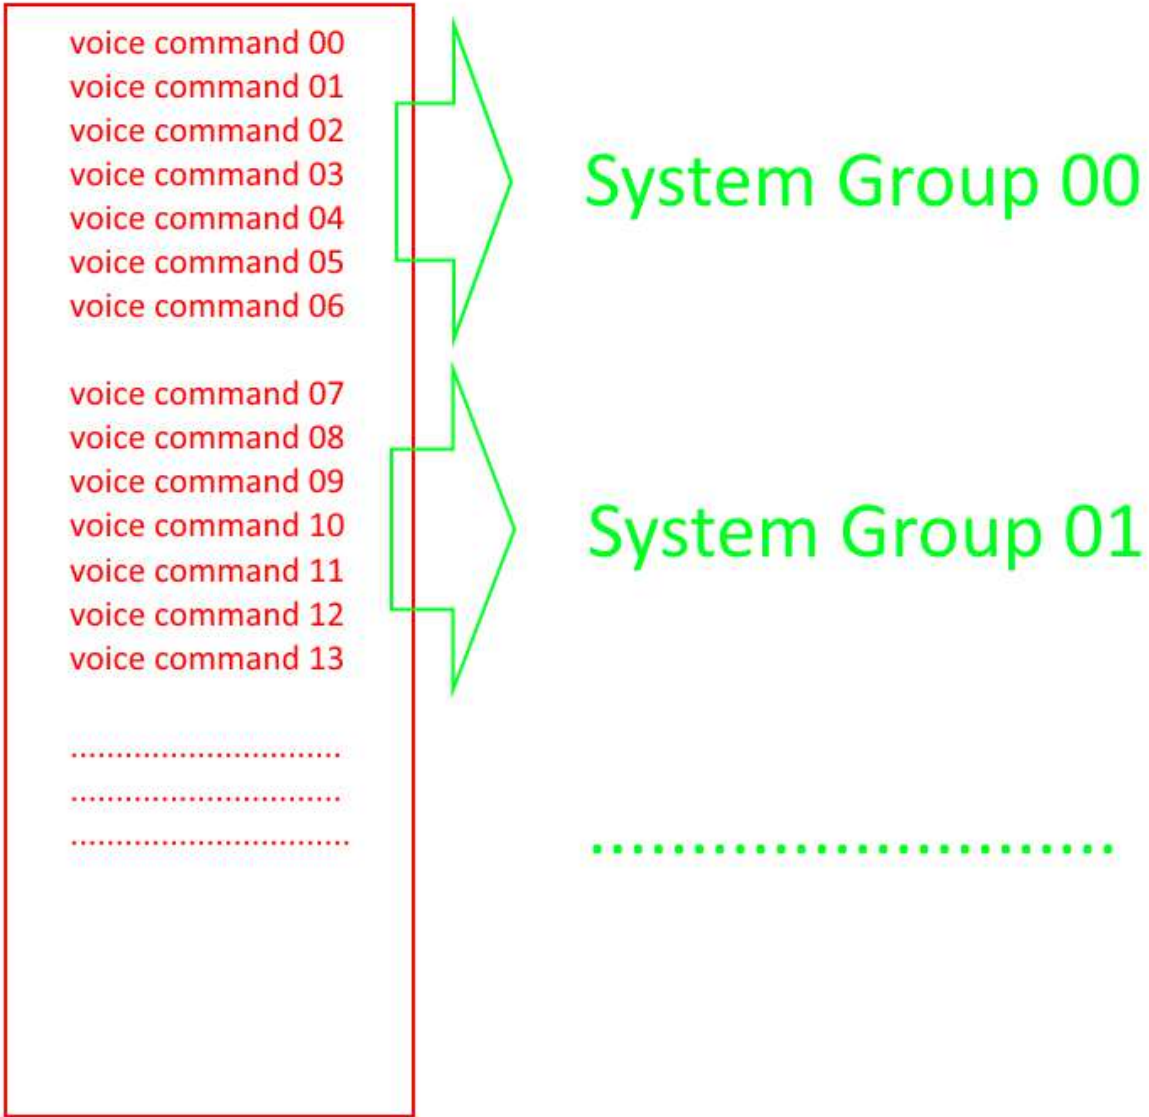 voice command 00
voice command 01
voice command 02
voice command 03
voice command 04
voice command 05
voice command 06
System Group 00
voice command 07
voice command 08
voice command 09
voice command 10
voice command 11
voice command 12
voice command 13
System Group 01
..............................
..............................
...............................
..........................